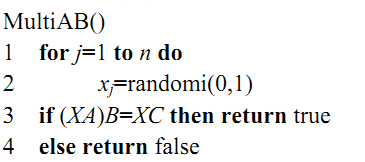 MultiAB()
1 for j=1 to n do
2 xj=randomi(0,1)
3 if (XA)B=XC then return true
4 else return false